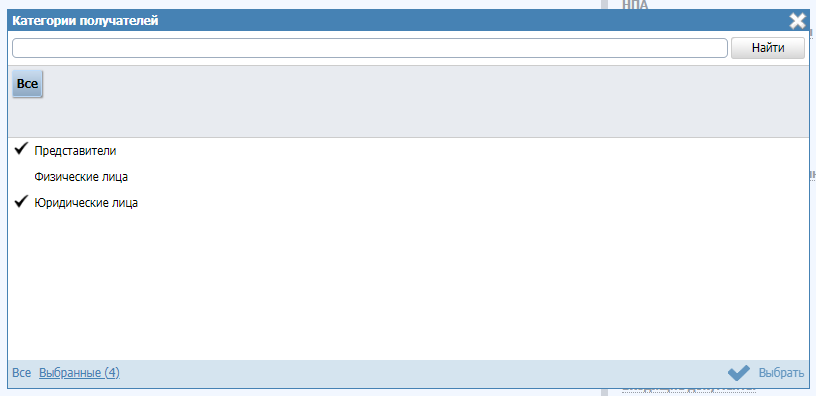 НПА
Категории получателей
Найти
Все
Представители
Физические лица
Юридические лица
Все Выбранные (4) Выбрать